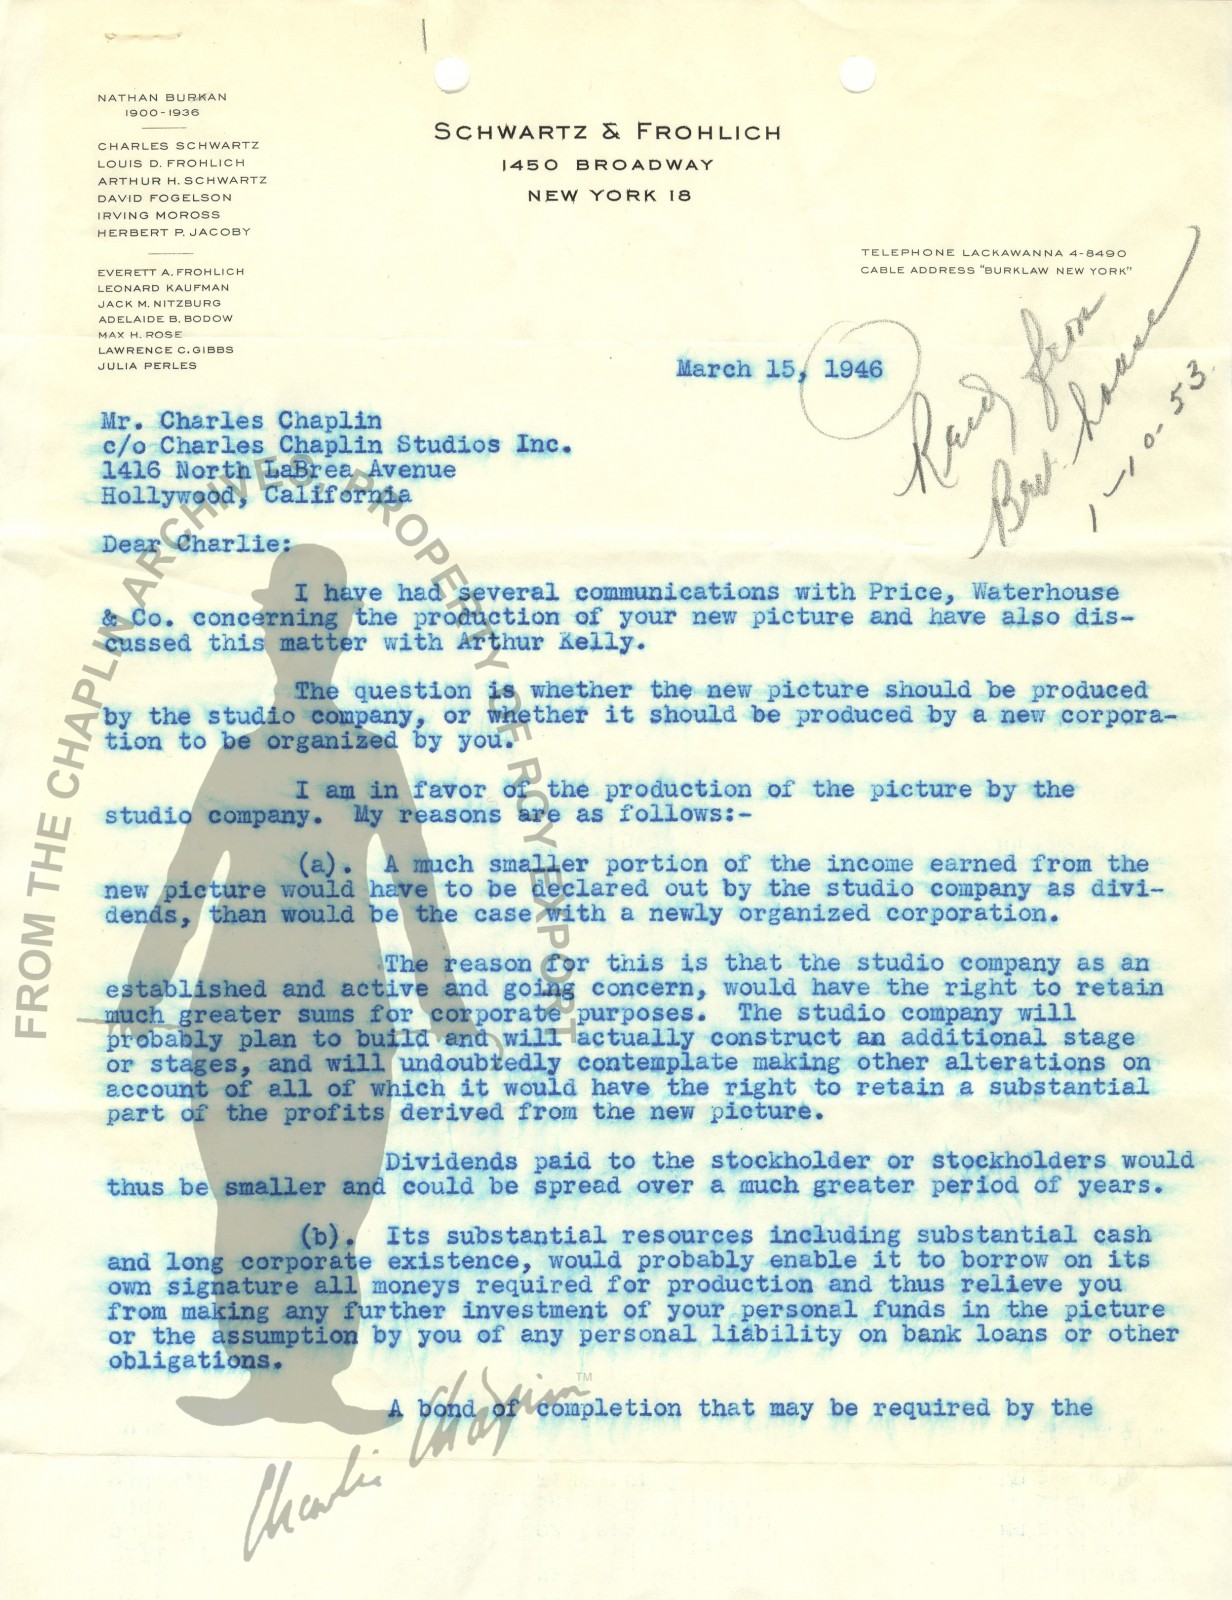 NATHAN BURKAN
1900-1936
CHARLES SCHWARTZ
LOUIS D. FROHLICH
ARTHUR H. SCHWARTZ
DAVID FOGELSON
IRVING MOROSS
HERBERT P. JACOBY
EVERETT A. FROHLICH
LEONARD KAUFMAN
JACK M. NITZBURG
ADELAIDE B. BODOW
MAX H. ROSE
LAWRENCE C. GIBBS
JULIA PERLES
SCHWARTZ & FROHLICH
1450 BROADWAY
NEW YORK 18
TELEPHONE LACKAWANNA 4-8490
CABLE ADDRESS "BURKLAW NEW YORK"
Recd from
house
1-10-53
March 15, 1946
Mr. Charles Chaplin
c/o Charles Chaplin Studios Inc.
1416 North LaBrea Avenue
Hollywood, California
Dear Charlie:
I have had several communications with Price, Waterhouse
& Co. concerning the production of your new picture and have also dis-
cussed this matter with Arthur Kelly.
The question is whether the new picture should be produced
by the studio company, or whether it should be produced by a new corpora-
tion to be organized by you.
I am in favor of the production of the picture by the
studio company. My reasons are as follows:-
(a). A much smaller portion of the income earned from the
new picture would have to be declared out by the studio company as divi-
dends, than would be the case with a newly organized corporation.
The reason for this is that the studio company as an
established and active and going concern, would have the right to retain
much greater sums for corporate purposes. The studio company will
probably plan to build and will actually construct an additional stage
or stages, and will undoubtedly contemplate making other alterations on
account of all of which it would have the right to retain a substantial
part of the profits derived from the new picture.
Dividends paid to the stockholder or stockholders would
thus be smaller and could be spread over a much greater period of years.
(b). Its substantial resources including substantial cash
and long corporate existence, would probably enable it to borrow on its
own signature all moneys required for production and thus relieve you
from making any further investment of your personal funds in the picture
or the assumption by you of any personal liability on bank loans or other
obligations.
A bond of completion that may be required by the
FROM THE CHAPLIN ARCHIVES, PROPERTY OF ROY EXPORT
Charlie Chaplin TM